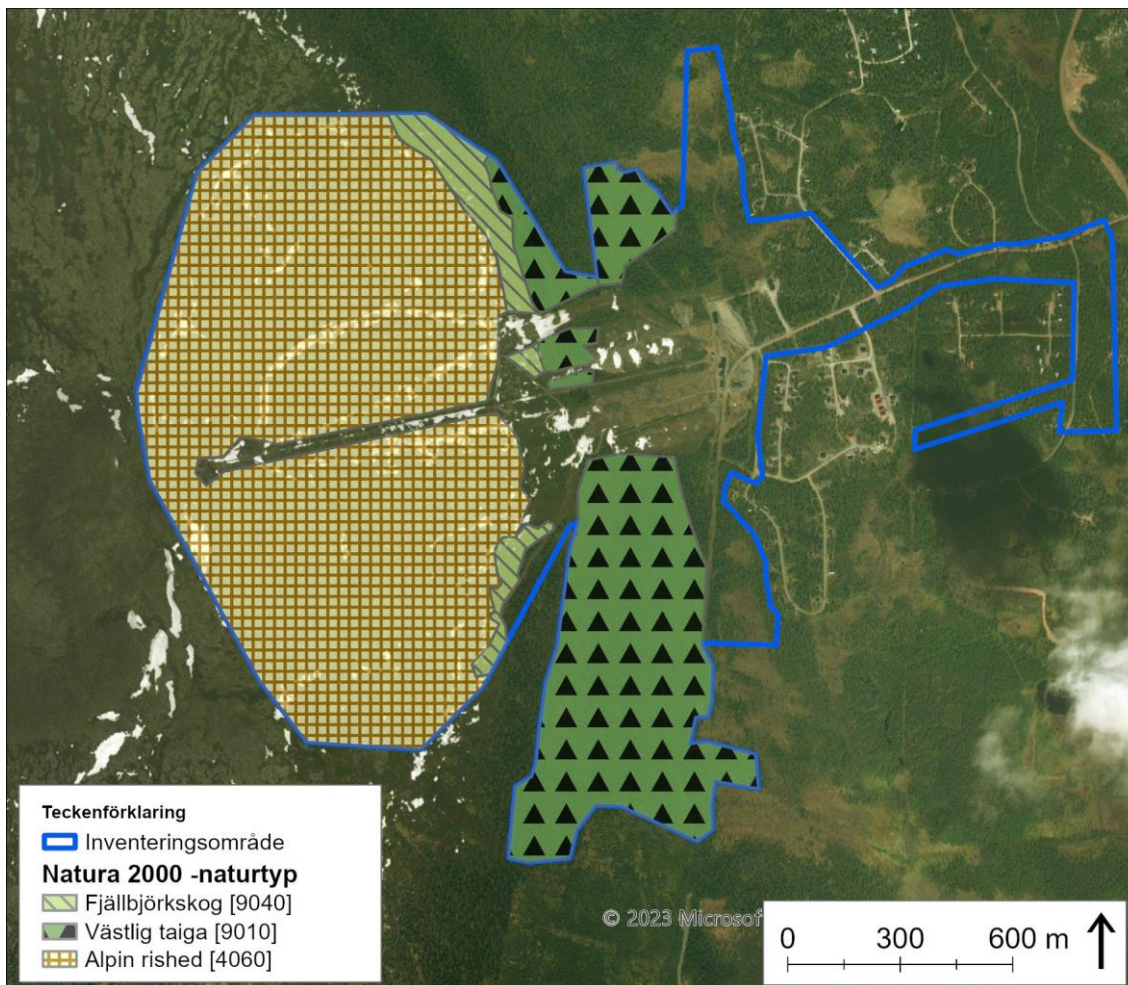 Teckenförklaring
Inventeringsområde
Natura 2000 -naturtyp
Fjällbjörkskog [9040]
Västlig taiga [9010]
Alpin rished [4060]
© 2023 Microsof
0 300 600 m